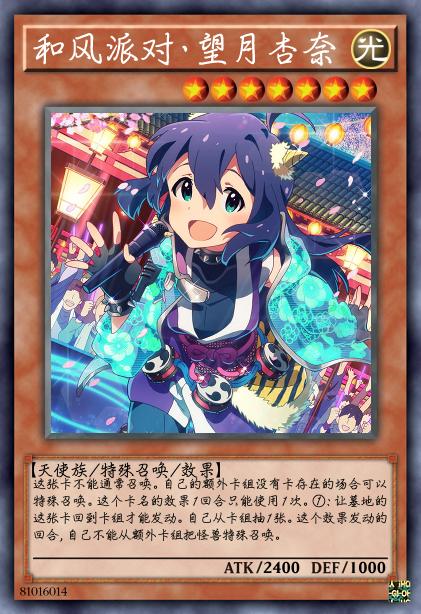 和风派对·望月杏奈
光
【天使族/特殊召唤/效果】
这张卡不能通常召唤。自己的额外卡组没有卡存在的场合可以
特殊召唤。这个卡名的效果1回合只能使用1次。①:让墓地的
这张卡回到卡组才能发动。自己从卡组抽1张。这个效果发动的
回合,自己不能从额外卡组把怪兽特殊召唤。
ATK/2400 DEF/1000
81016014